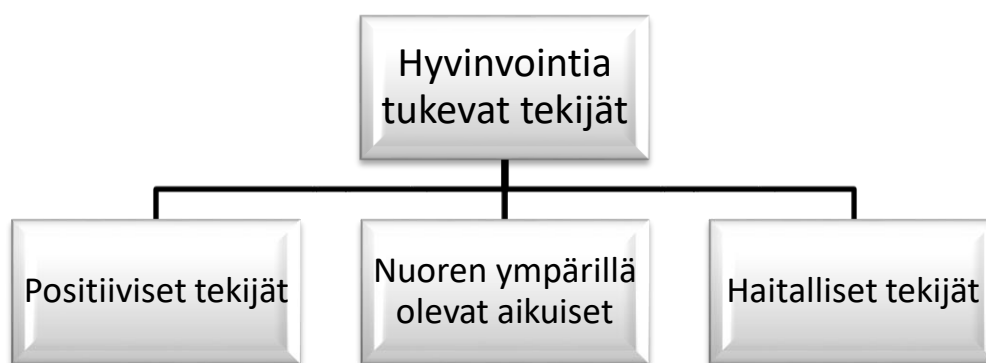 Hyvinvointia
tukevat tekijät
Positiiviset tekijät
Nuoren ympärillä
olevat aikuiset
Haitalliset tekijät